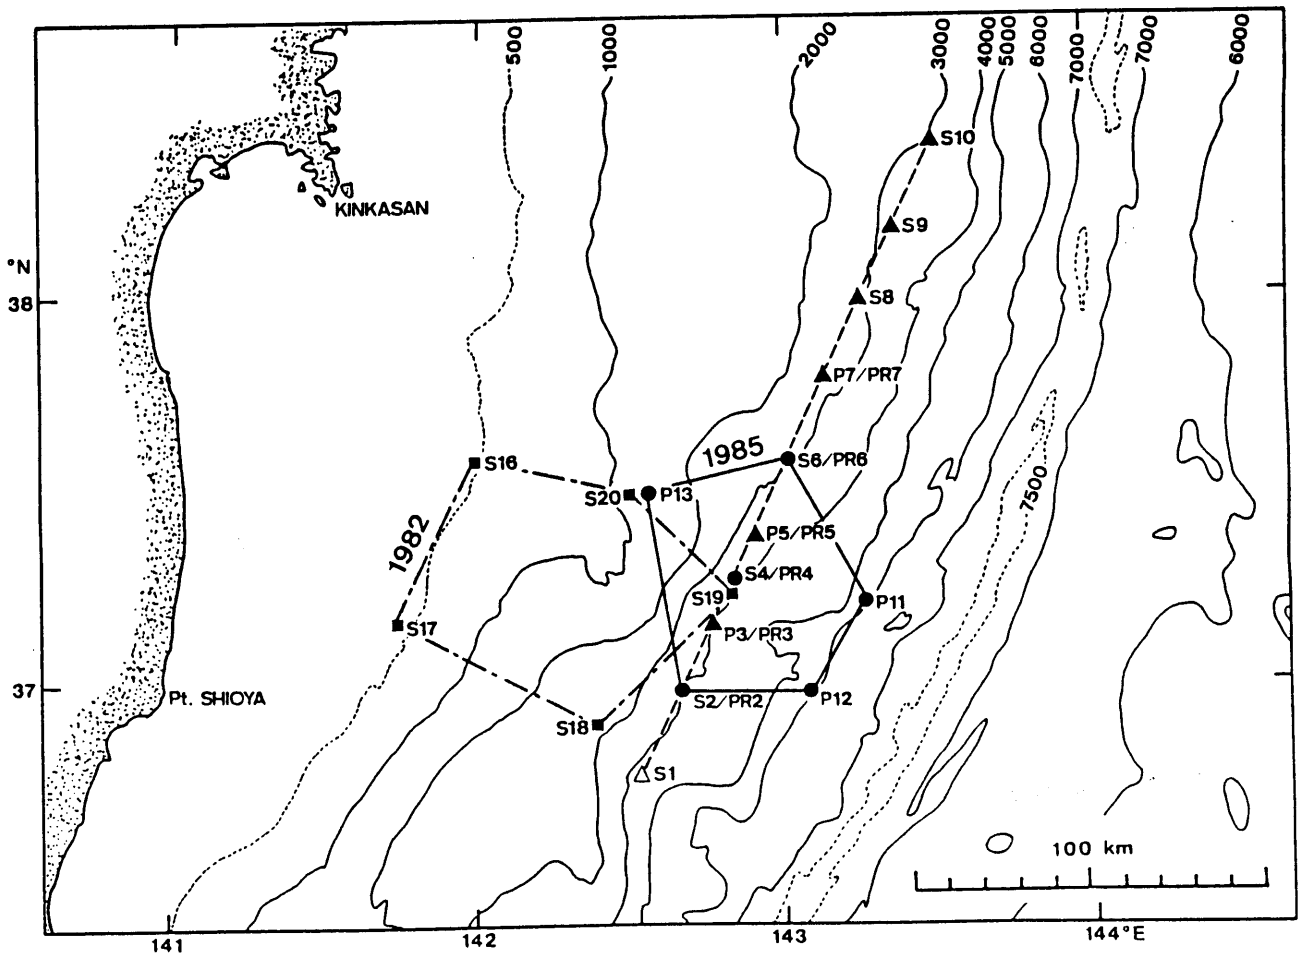 500
1000
2000
3000
4000
5000
6000
7000
7000
6000
S10
KINKASAN
S9
°N
38
S8
P7/PR7
1985
S16
S6/PR6
S20
P13
7500
1982
P5/PR5
S4/PR4
S19
P11
S17
P3/PR3
37
Pt. SHIOYA
S2/PR2
P12
S18
S1
100 km
141
142
143
144°E